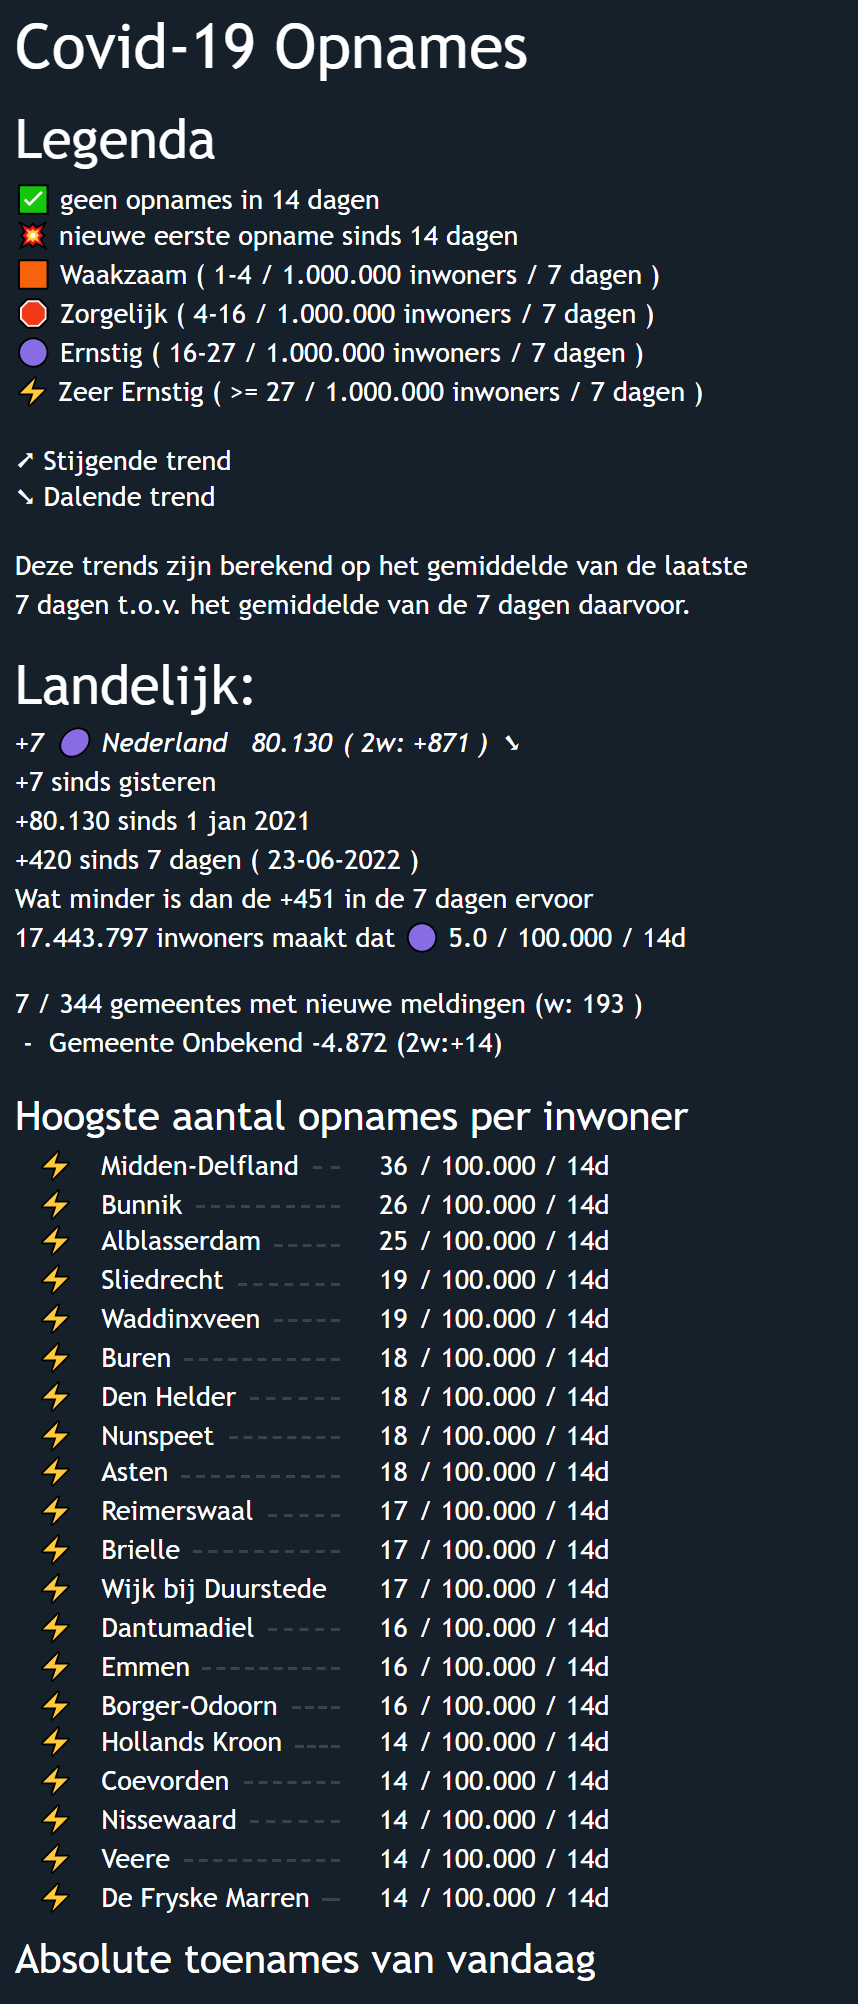 Covid-19 Opnames
Legenda
✅ geen opnames in 14 dagen
💥 nieuwe eerste opname sinds 14 dagen
🟧 Waakzaam ( 1-4 / 1.000.000 inwoners / 7 dagen )
🛑 Zorgelijk ( 4-16 / 1.000.000 inwoners / 7 dagen )
🟣 Ernstig ( 16-27 / 1.000.000 inwoners / 7 dagen )
⚡ Zeer Ernstig ( >= 27 / 1.000.000 inwoners / 7 dagen )
➚ Stijgende trend
➘ Dalende trend
Deze trends zijn berekend op het gemiddelde van de laatste
7 dagen t.o.v. het gemiddelde van de 7 dagen daarvoor.
Landelijk:
+7 🟣 Nederland 80.130 ( 2w: +871 ) ➘
+7 sinds gisteren
+80.130 sinds 1 jan 2021
+420 sinds 7 dagen ( 23-06-2022 )
Wat minder is dan de +451 in de 7 dagen ervoor
17.443.797 inwoners maakt dat 🟣 5.0 / 100.000 / 14d
7 / 344 gemeentes met nieuwe meldingen (w: 193 )
- Gemeente Onbekend -4.872 (2w:+14)
Hoogste aantal opnames per inwoner
⚡ Midden-Delfland -- 36 / 100.000 / 14d
⚡ Bunnik --------- 26 / 100.000 / 14d
⚡ Alblasserdam ----- 25 / 100.000 / 14d
⚡ Sliedrecht ------- 19 / 100.000 / 14d
⚡ Waddinxveen ----- 19 / 100.000 / 14d
⚡ Buren ---------- 18 / 100.000 / 14d
⚡ Den Helder ------ 18 / 100.000 / 14d
⚡ Nunspeet ------- 18 / 100.000 / 14d
⚡ Asten ---------- 18 / 100.000 / 14d
⚡ Reimerswaal ----- 17 / 100.000 / 14d
⚡ Brielle --------- 17 / 100.000 / 14d
⚡ Wijk bij Duurstede 17 / 100.000 / 14d
⚡ Dantumadiel ----- 16 / 100.000 / 14d
⚡ Emmen --------- 16 / 100.000 / 14d
⚡ Borger-Odoorn ---- 16 / 100.000 / 14d
⚡ Hollands Kroon ---- 14 / 100.000 / 14d
⚡ Coevorden ------- 14 / 100.000 / 14d
⚡ Nissewaard ------ 14 / 100.000 / 14d
⚡ Veere ---------- 14 / 100.000 / 14d
⚡ De Fryske Marren — 14 / 100.000 / 14d
Absolute toenames van vandaag